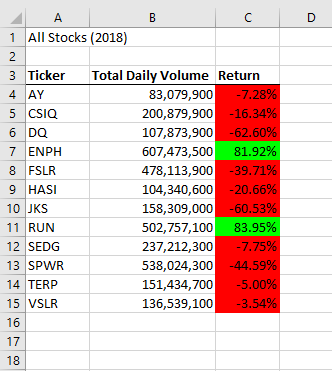 A B C D
1 All Stocks (2018)
2
3 Ticker Total Daily Volume Return
4 AY 83,079,900 -7.28%
5 CSIQ 200,879,900 -16.34%
6 DQ 107,873,900 -62.60%
7 ENPH 607,473,500 81.92%
8 FSLR 478,113,900 -39.71%
9 HASI 104,340,600 -20.66%
10 JKS 158,309,000 -60.53%
11 RUN 502,757,100 83.95%
12 SEDG 237,212,300 -7.75%
13 SPWR 538,024,300 -44.59%
14 TERP 151,434,700 -5.00%
15 VSLR 136,539,100 -3.54%
16
17
18